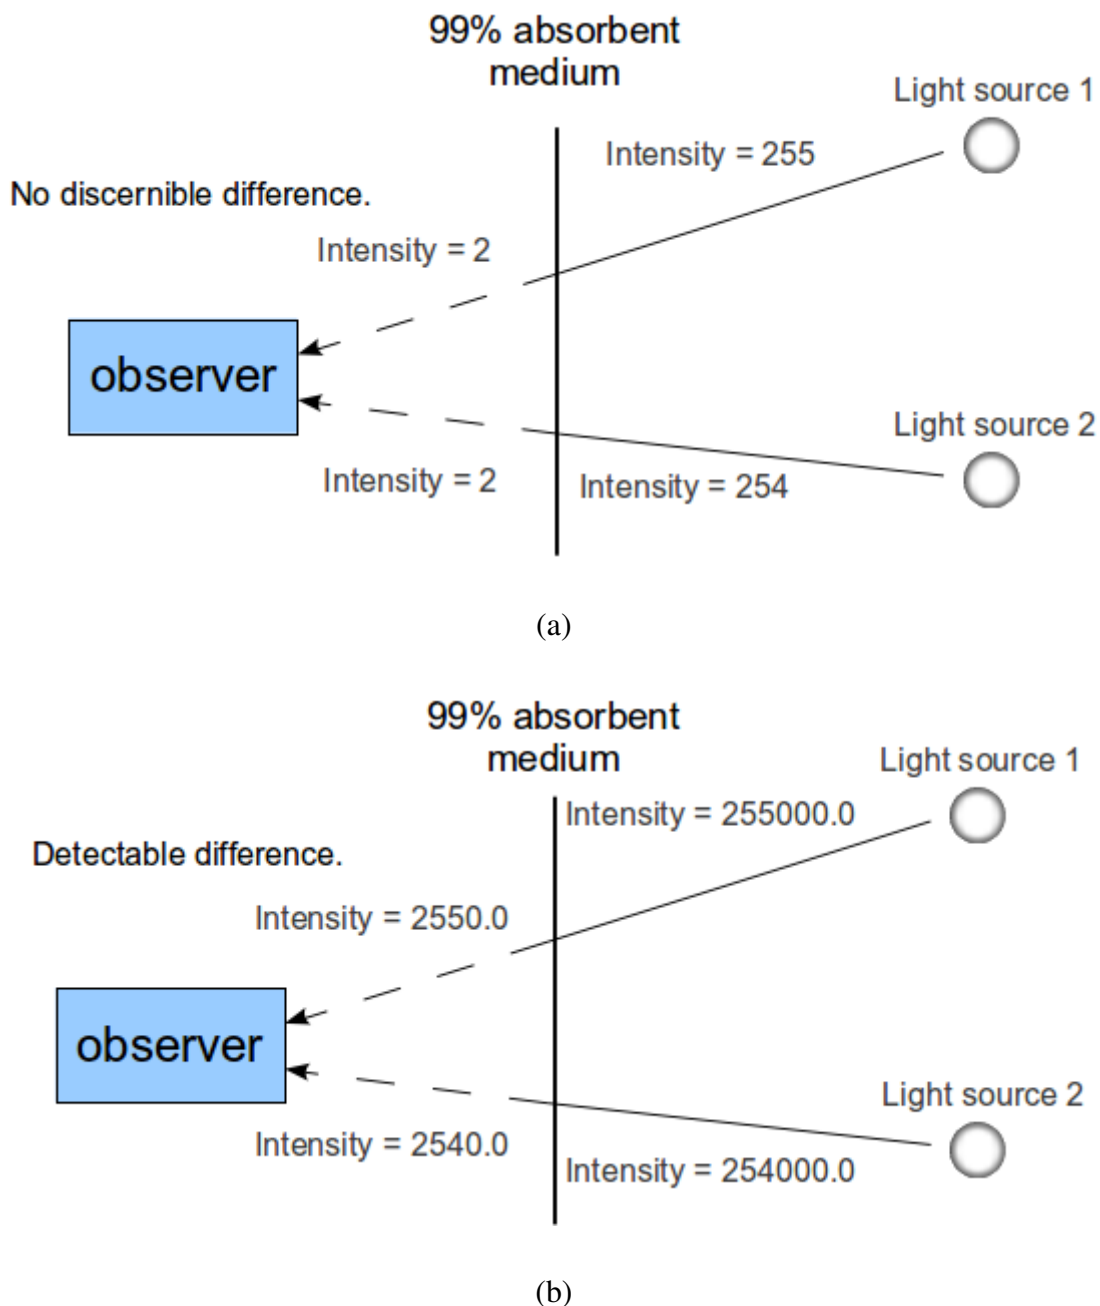 99% absorbent
medium
Light source 1
Intensity = 255
No discernible difference.
Intensity = 2
observer
Light source 2
Intensity = 2
Intensity = 254
(a)
99% absorbent
medium
Light source 1
Intensity = 255000.0
Detectable difference.
Intensity = 2550.0
observer
Light source 2
Intensity = 2540.0
Intensity = 254000.0
(b)